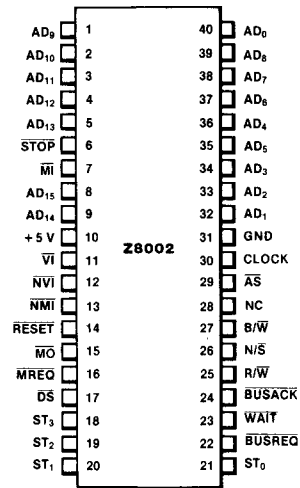 AD₉ 1 40 AD₀
AD₁₀ 2 39 AD₈
AD₁₁ 3 38 AD₇
AD₁₂ 4 37 AD₆
AD₁₃ 5 36 AD₄
STOP 6 35 AD₅
MI 7 34 AD₃
AD₁₅ 8 33 AD₂
AD₁₄ 9 32 AD₁
+5 V 10 31 GND
Z8002
VI 11 30 CLOCK
NVI 12 29 AS
NMI 13 28 NC
RESET 14 27 B/W
MO 15 26 N/S
MREQ 16 25 R/W
DS 17 24 BUSACK
ST₃ 18 23 WAIT
ST₂ 19 22 BUSREQ
ST₁ 20 21 ST₀